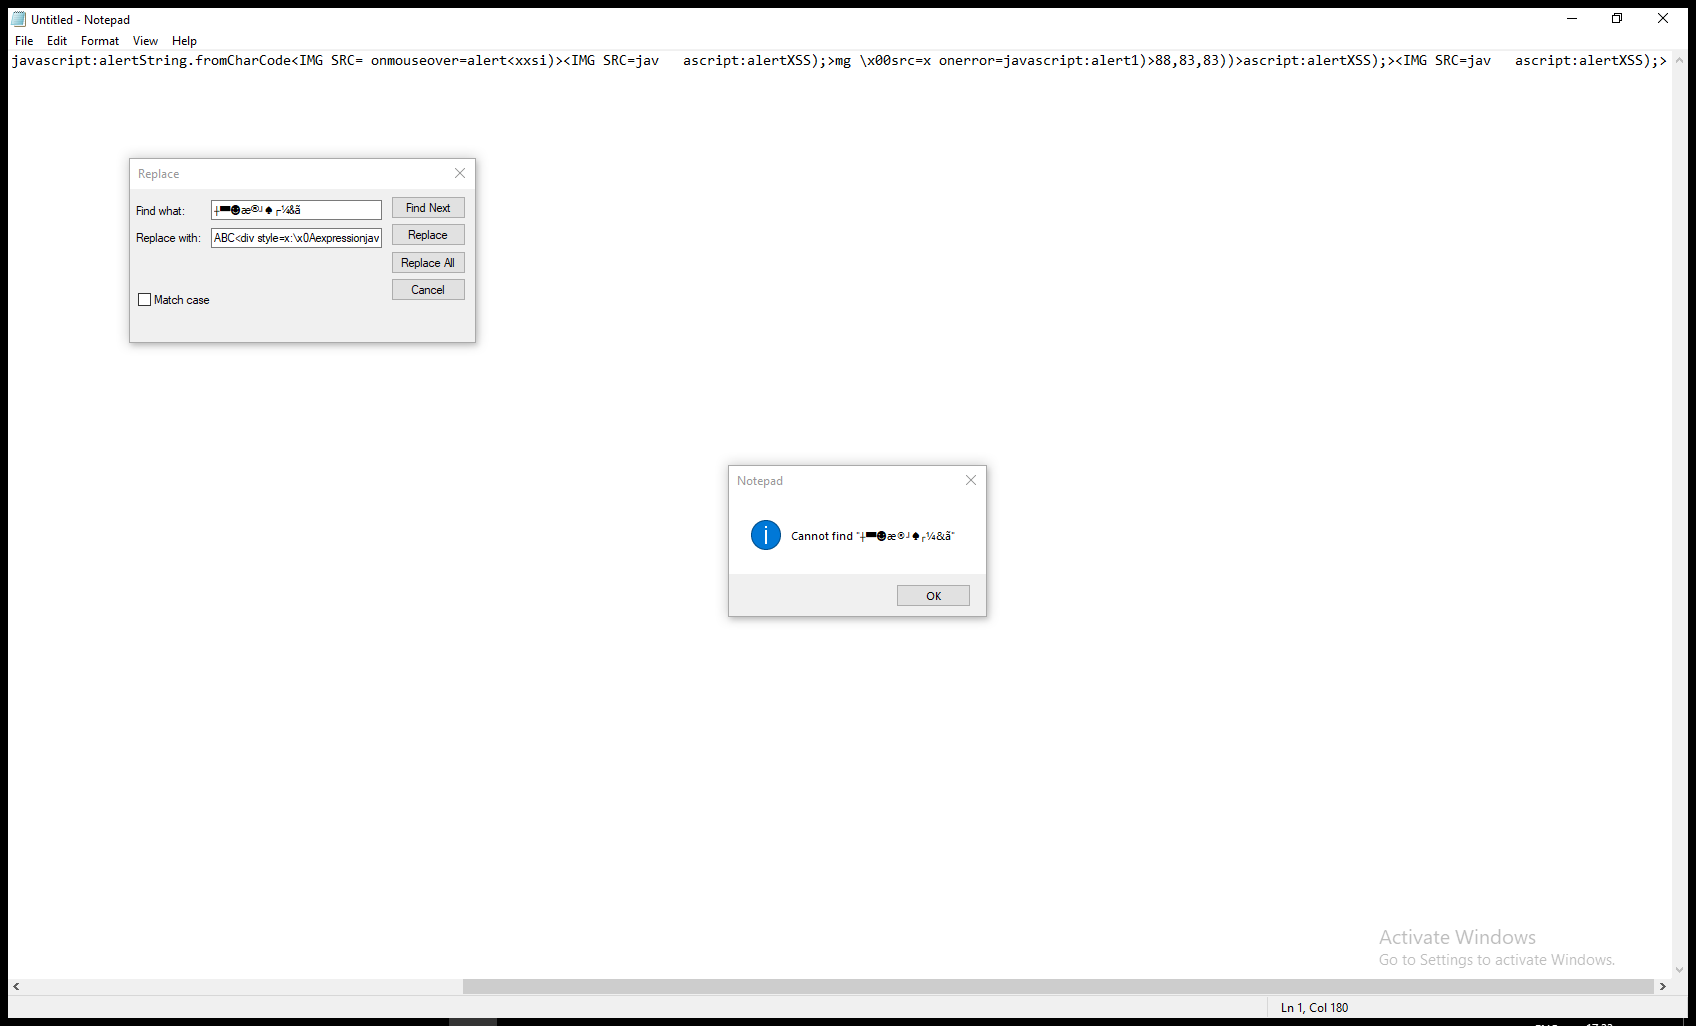 Untitled - Notepad
File Edit Format View Help
javascript:alertString.fromCharCode<IMG SRC= onmouseover=alert<xxsi)><IMG SRC=jav   ascript:alertXSS);>mg \x00src=x onerror=javascript:alert1)>88,83,83))>ascript:alertXSS);><IMG SRC=jav   ascript:alertXSS);>
Replace
Find what: ┼▀☻æ®┘♠┌¼&ã Find Next
Replace with: ABC<div style=x:\x0Aexpressionjav Replace
Replace All
Cancel
Match case
Notepad
Cannot find "┼▀☻æ®┘♠┌¼&ã"
OK
Activate Windows
Go to Settings to activate Windows.
Ln 1, Col 180